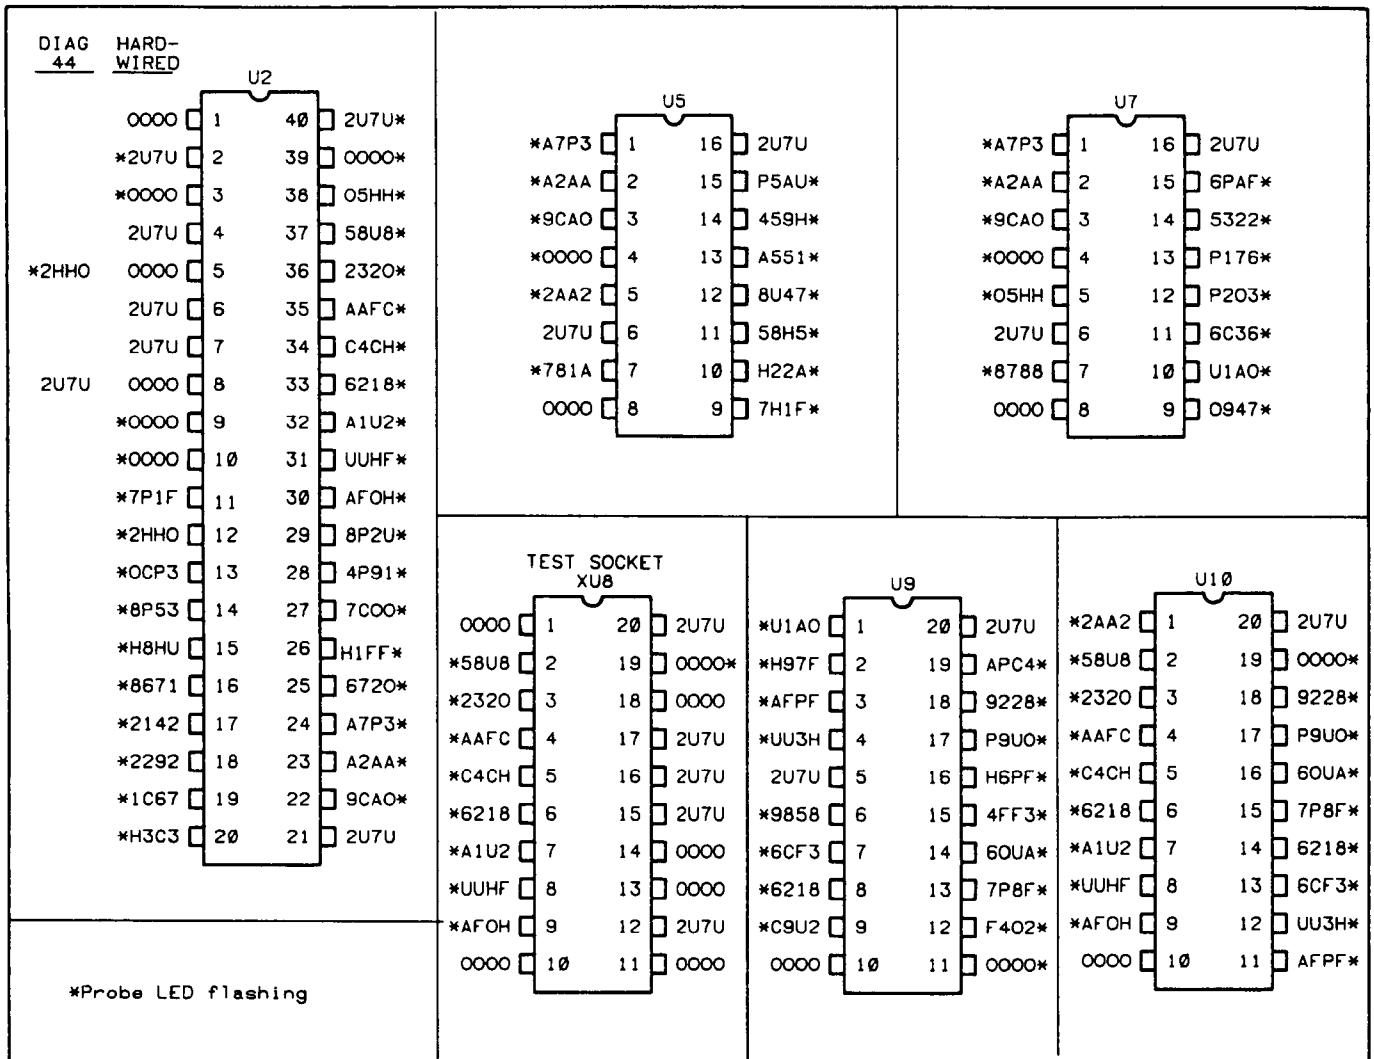 DIAG HARD-
44 WIRED
U2
0000 1 40 2U7U*
*2U7U 2 39 0000*
*0000 3 38 05HH*
2U7U 4 37 58U8*
*2HH0 0000 5 36 2320*
2U7U 6 35 AAFC*
2U7U 7 34 C4CH*
2U7U 0000 8 33 6218*
*0000 9 32 A1U2*
*0000 10 31 UUHF*
*7P1F 11 30 AF0H*
*2HH0 12 29 8P2U*
*0CP3 13 28 4P91*
*8P53 14 27 7C00*
*H8HU 15 26 H1FF*
*8671 16 25 6720*
*2142 17 24 A7P3*
*2292 18 23 A2AA*
*1C67 19 22 9CA0*
*H3C3 20 21 2U7U
*Probe LED flashing
U5
*A7P3 1 16 2U7U
*A2AA 2 15 P5AU*
*9CA0 3 14 459H*
*0000 4 13 A551*
*2AA2 5 12 8U47*
2U7U 6 11 58H5*
*781A 7 10 H22A*
0000 8 9 7H1F*
U7
*A7P3 1 16 2U7U
*A2AA 2 15 6PAF*
*9CA0 3 14 5322*
*0000 4 13 P176*
*05HH 5 12 P203*
2U7U 6 11 6C36*
*8788 7 10 U1A0*
0000 8 9 0947*
TEST SOCKET
XU8
0000 1 20 2U7U
*58U8 2 19 0000*
*2320 3 18 0000
*AAFC 4 17 2U7U
*C4CH 5 16 2U7U
*6218 6 15 2U7U
*A1U2 7 14 0000
*UUHF 8 13 0000
*AF0H 9 12 2U7U
0000 10 11 0000
U9
*U1A0 1 20 2U7U
*H97F 2 19 APC4*
*AFPF 3 18 9228*
*UU3H 4 17 P9U0*
2U7U 5 16 H6PF*
*9858 6 15 4FF3*
*6CF3 7 14 60UA*
*6218 8 13 7P8F*
*C9U2 9 12 F402*
0000 10 11 0000*
U10
*2AA2 1 20 2U7U
*58U8 2 19 0000*
*2320 3 18 9228*
*AAFC 4 17 P9U0*
*C4CH 5 16 60UA*
*6218 6 15 7P8F*
*A1U2 7 14 6218*
*UUHF 8 13 6CF3*
*AF0H 9 12 UU3H*
0000 10 11 AFPF*